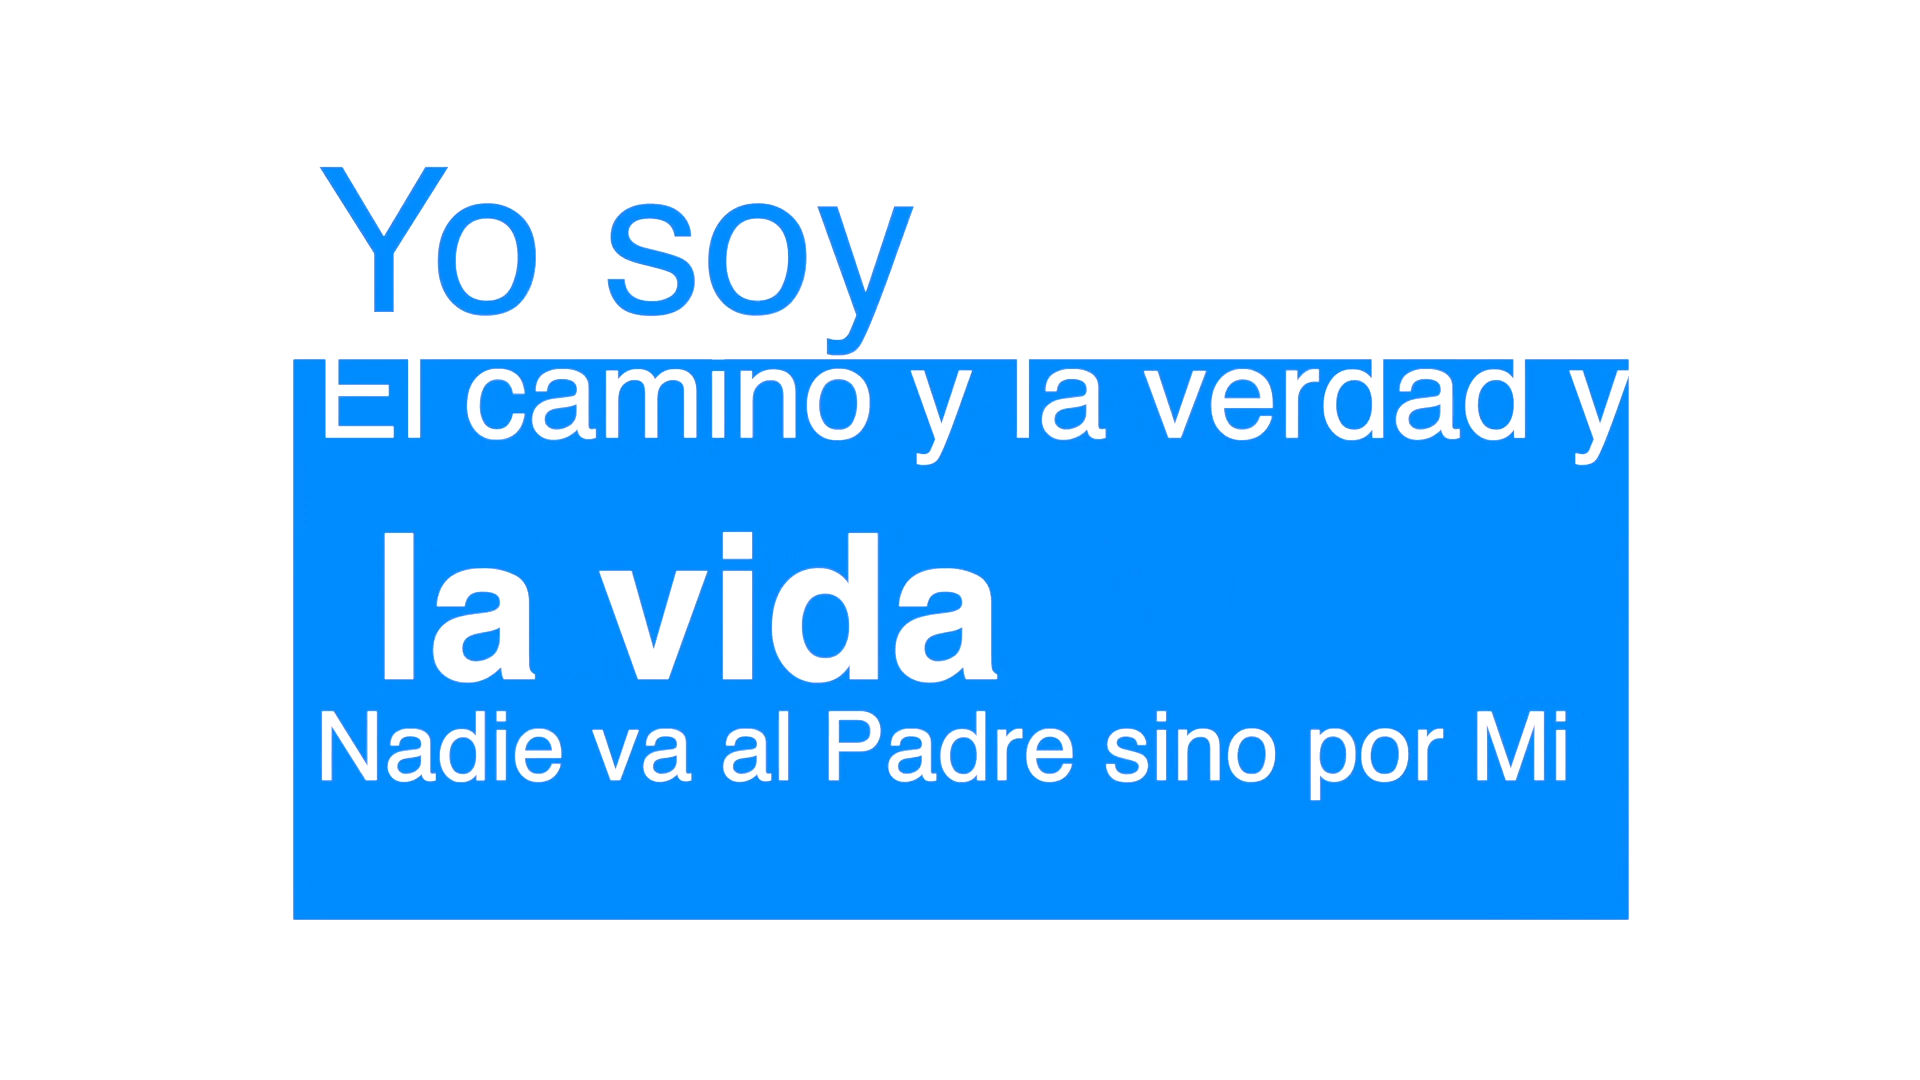 Yo soy
El camino y la verdad y
la vida
Nadie va al Padre sino por Mi